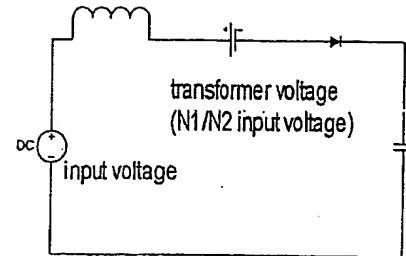 transformer voltage
(N1/N2 input voltage)
DC
input voltage